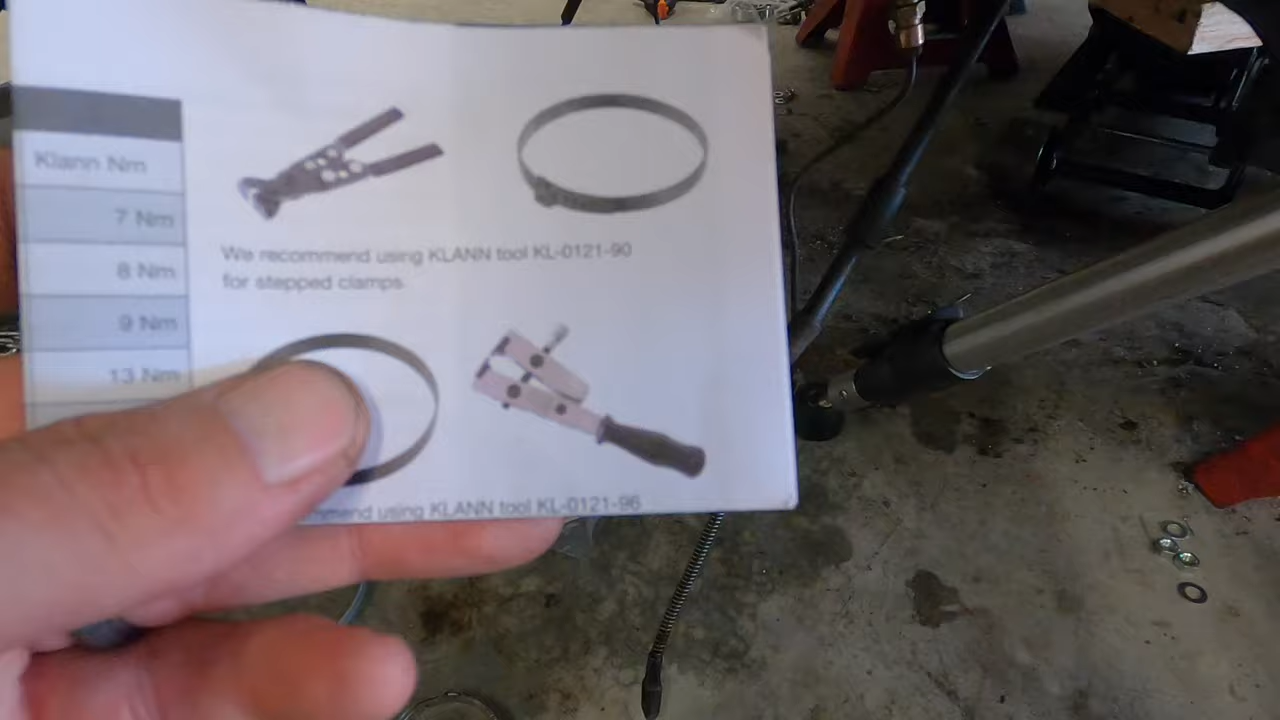 Klann Nm
7 Nm
8 Nm
9 Nm
13 Nm
We recommend using KLANN tool KL-0121-90
for stepped clamps.
using KLANN tool KL-0121-96